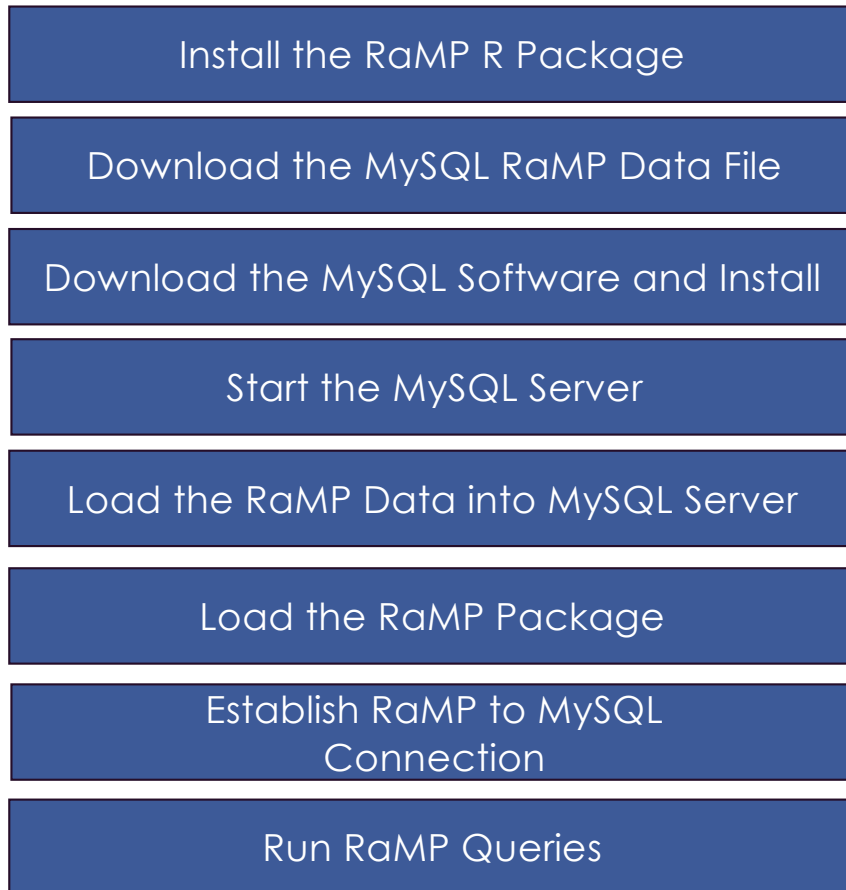 Install the RaMP R Package
Download the MySQL RaMP Data File
Download the MySQL Software and Install
Start the MySQL Server
Load the RaMP Data into MySQL Server
Load the RaMP Package
Establish RaMP to MySQL
Connection
Run RaMP Queries